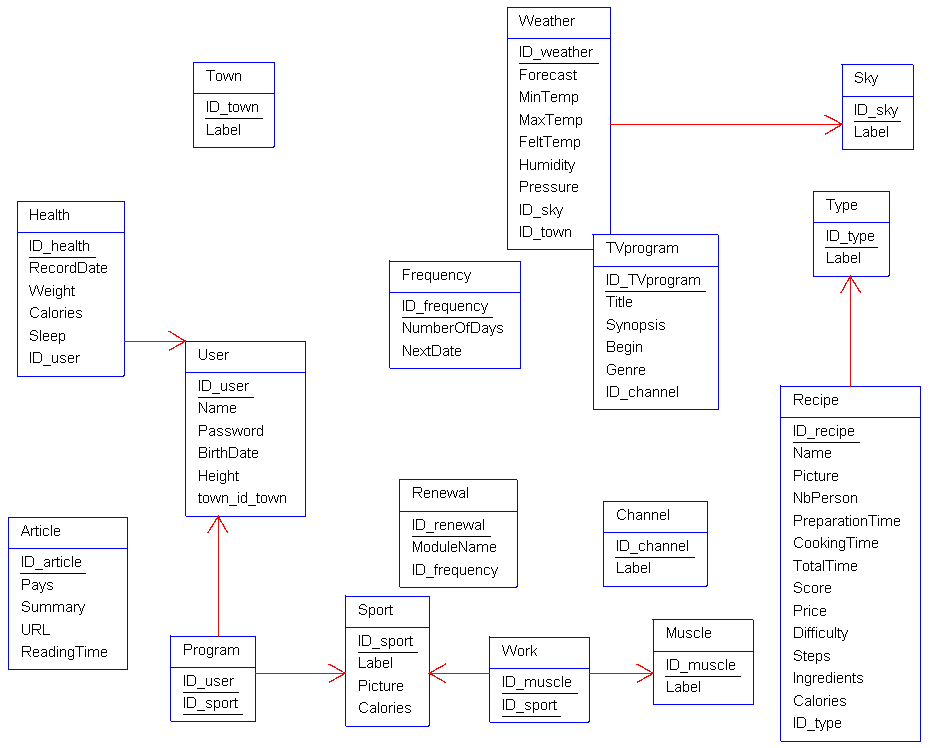 Weather
ID_weather
Forecast
MinTemp
MaxTemp
FeltTemp
Humidity
Pressure
ID_sky
ID_town
Town
ID_town
Label
Sky
ID_sky
Label
Health
ID_health
RecordDate
Weight
Calories
Sleep
ID_user
Type
ID_type
Label
Frequency
ID_frequency
NumberOfDays
NextDate
TVprogram
ID_TVprogram
Title
Synopsis
Begin
Genre
ID_channel
User
ID_user
Name
Password
BirthDate
Height
town_id_town
Recipe
ID_recipe
Name
Picture
NbPerson
PreparationTime
CookingTime
TotalTime
Score
Price
Difficulty
Steps
Ingredients
Calories
ID_type
Renewal
ID_renewal
ModuleName
ID_frequency
Channel
ID_channel
Label
Article
ID_article
Pays
Summary
URL
ReadingTime
Program
ID_user
ID_sport
Sport
ID_sport
Label
Picture
Calories
Work
ID_muscle
ID_sport
Muscle
ID_muscle
Label